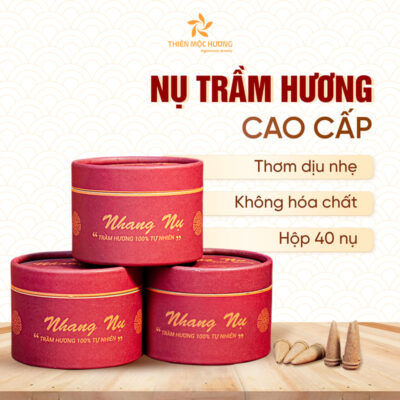 THIÊN MỘC HƯƠNG
NỤ TRẦM HƯƠNG
CAO CẤP
Thơm dịu nhẹ
Không hóa chất
Hộp 40 nụ
Nhang Nụ
“ TRẦM HƯƠNG 100% TỰ NHIÊN ”
Nhang Nụ
“ TRẦM HƯƠNG 100% TỰ NHIÊN ”
Nhang Nụ
“ TRẦM HƯƠNG 100% TỰ NHIÊN ”